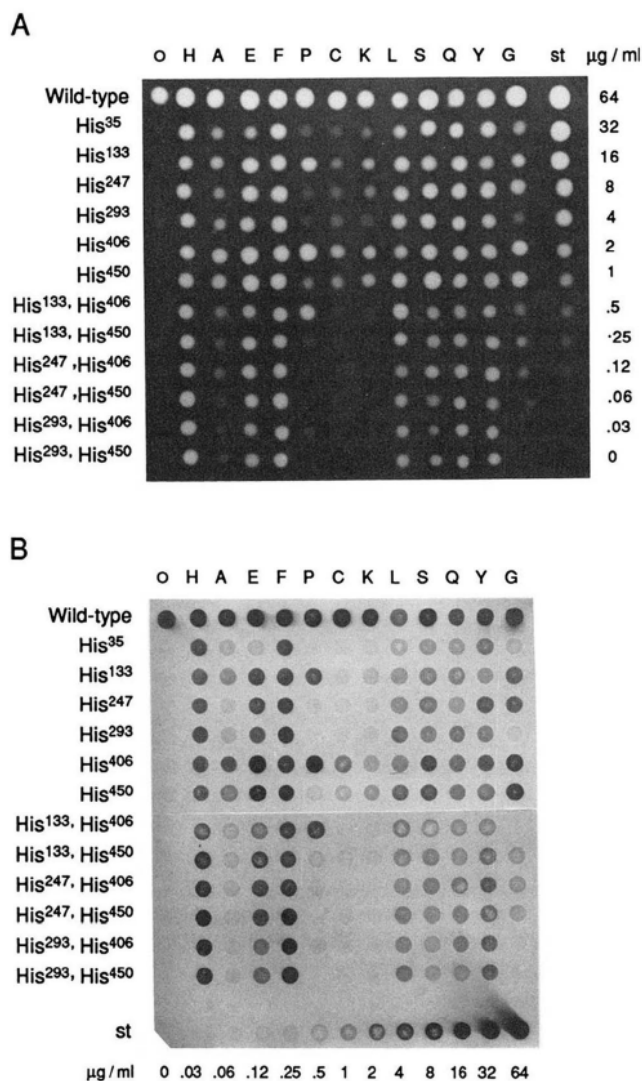 A
O H A E F P C K L S Q Y G st µg / ml
Wild-type 64
His35 32
His133 16
His247 8
His293 4
His406 2
His450 1
His133, His406 .5
His133, His450 .25
His247, His406 .12
His247, His450 .06
His293, His406 .03
His293, His450 0
B
O H A E F P C K L S Q Y G
Wild-type
His35
His133
His247
His293
His406
His450
His133, His406
His133, His450
His247, His406
His247, His450
His293, His406
His293, His450
st
µg / ml 0 .03 .06 .12 .25 .5 1 2 4 8 16 32 64